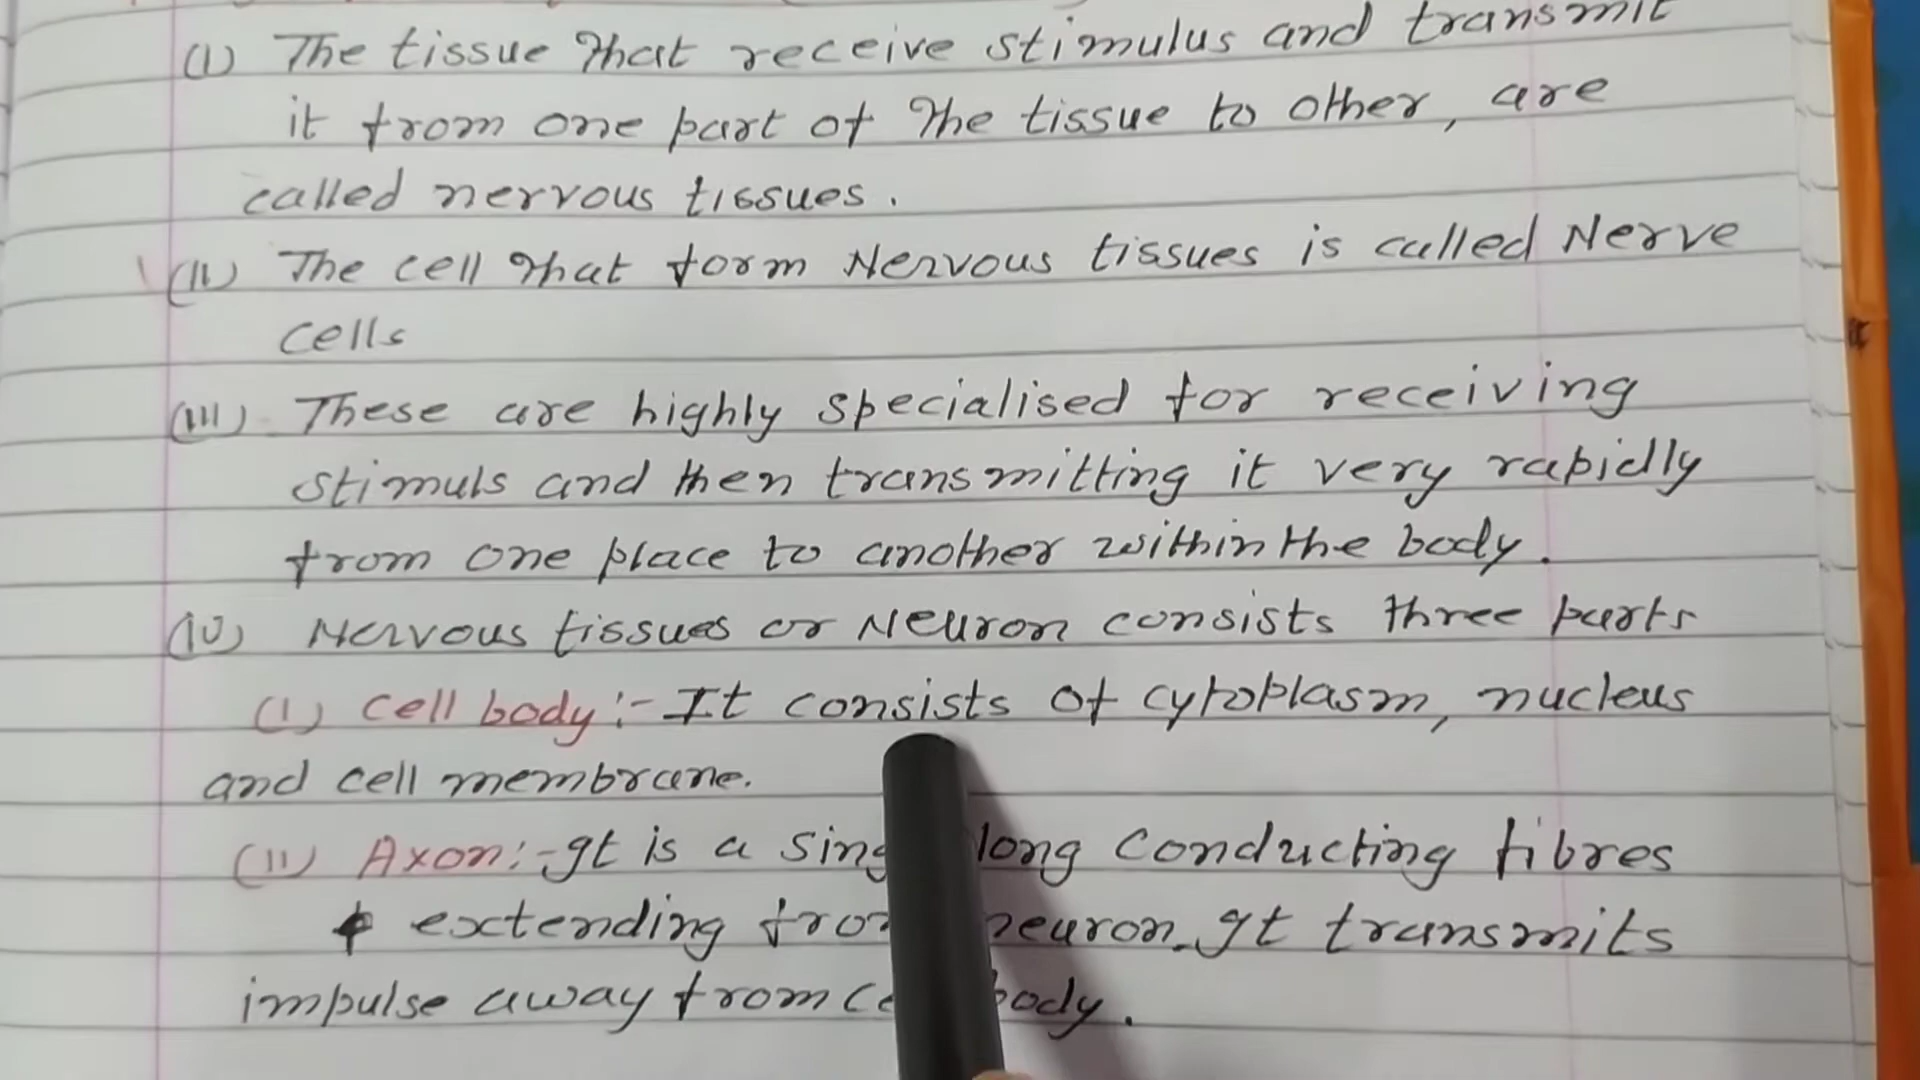 (I) The tissue that receive stimulus and transmit
it from one part of the tissue to other, are
called nervous tissues.
(II) The cell that form Nervous tissues is called Nerve
cells
(III) These are highly specialised for receiving
stimuls and then transmitting it very rapidly
from one place to another within the body.
(IV) Nervous tissues or Neuron consists three parts
(I) Cell body:- It consists of cytoplasm, nucleus
and cell membrane.
(II) Axon:- It is a long conducting fibres
extending neuron. It transmits
impulse away from body.